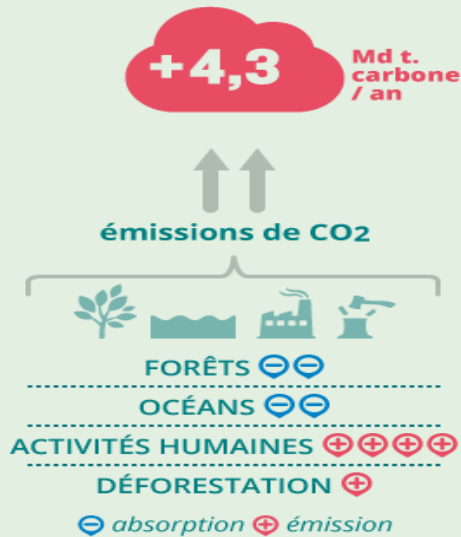 +4,3
Md t.
carbone
/ an
émissions de CO2
FORÊTS
OCÉANS
ACTIVITÉS HUMAINES
DÉFORESTATION
absorption émission